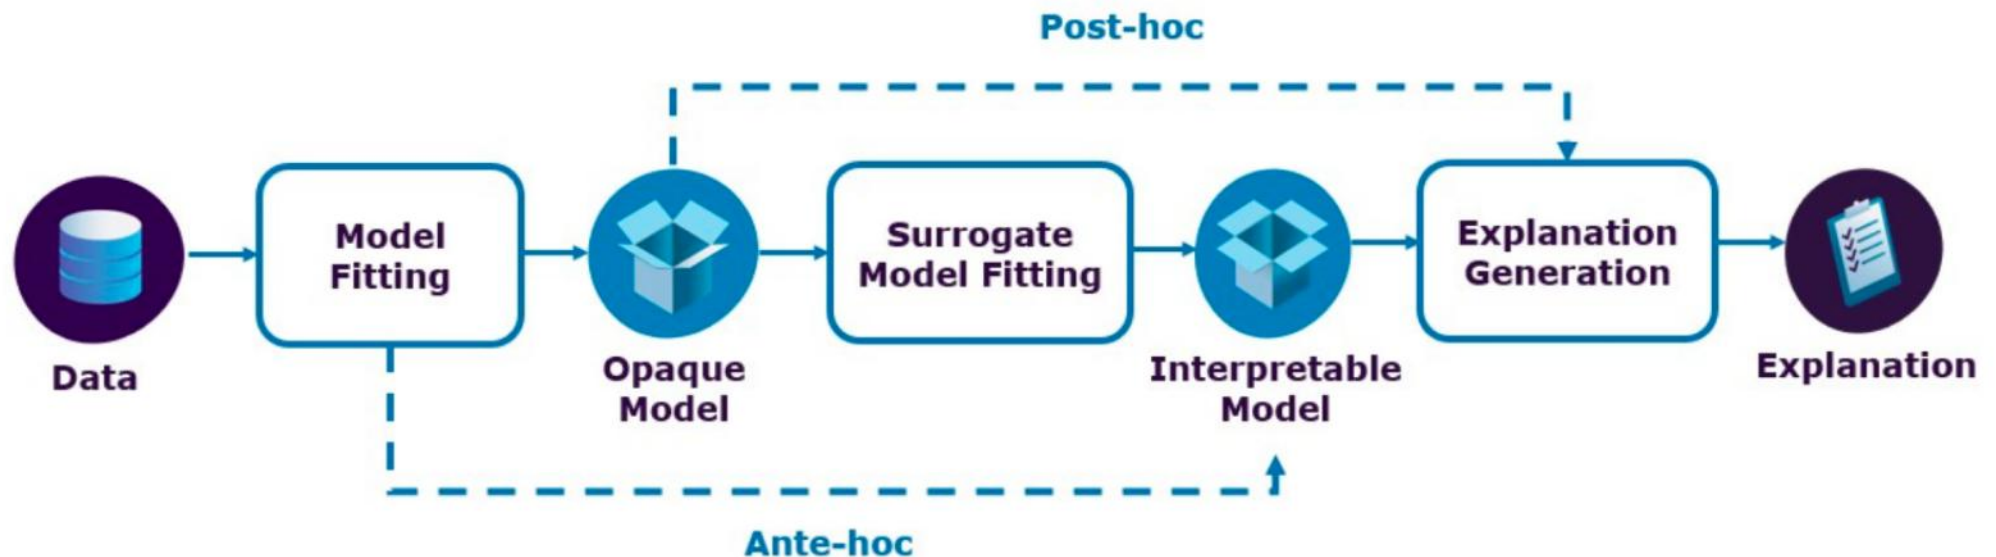 Post-hoc
Model
Fitting
Surrogate
Model Fitting
Explanation
Generation
Data
Opaque
Model
Interpretable
Model
Explanation
Ante-hoc